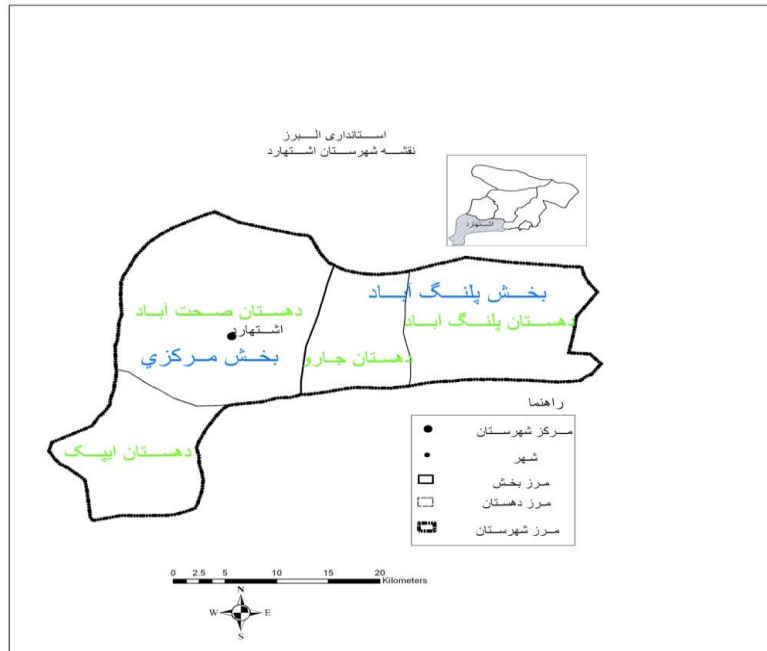 استانداری البرز
نقشه شهرستان اشتهارد
اشتهارد
بخش پلنگ آباد
دهستان صحت آباد
دهستان پلنگ آباد
اشتهارد
بخش مرکزي
دهستان جارو
دهستان ایپک
راهنما
مرکز شهرستان
شهر
مرز بخش
مرز دهستان
مرز شهرستان
0 2.5 5 10 15 20
Kilometers
N
W E
S